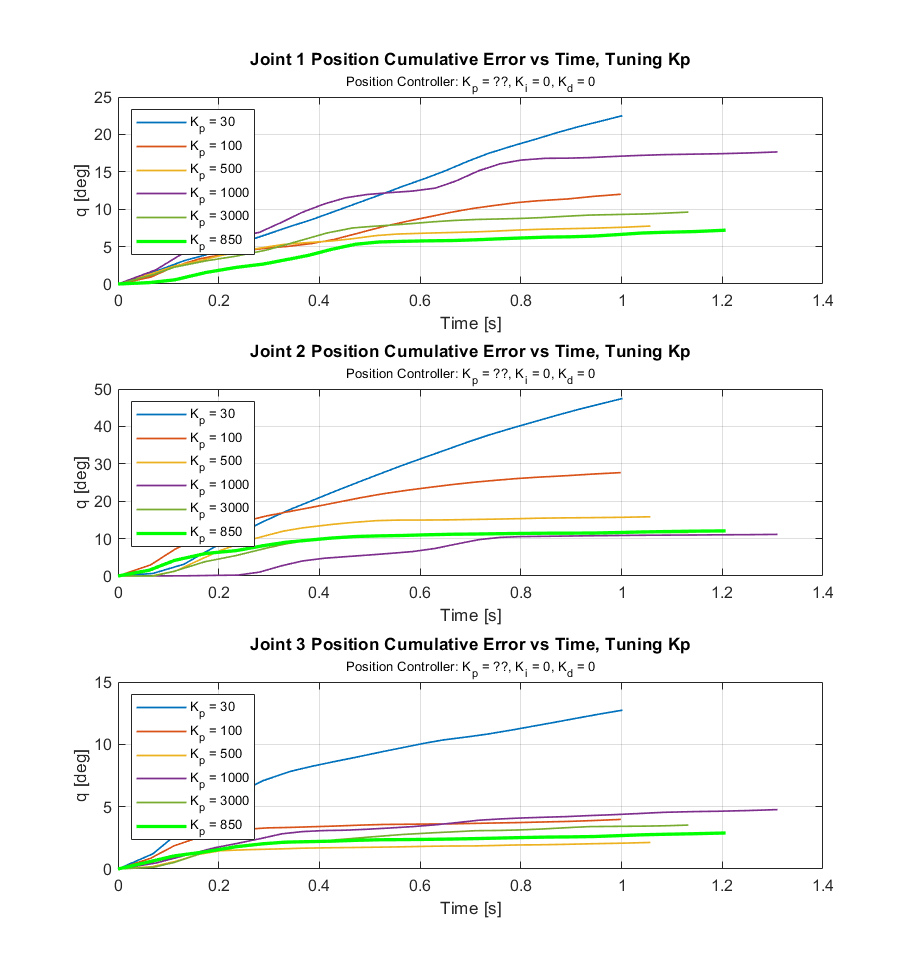 Joint 1 Position Cumulative Error vs Time, Tuning Kp
Position Controller: Kp = ??, Ki = 0, Kd = 0
25
20
15
10
5
0
q [deg]
Kp = 30
Kp = 100
Kp = 500
Kp = 1000
Kp = 3000
Kp = 850
0 0.2 0.4 0.6 0.8 1 1.2 1.4
Time [s]
Joint 2 Position Cumulative Error vs Time, Tuning Kp
Position Controller: Kp = ??, Ki = 0, Kd = 0
50
40
30
20
10
0
q [deg]
Kp = 30
Kp = 100
Kp = 500
Kp = 1000
Kp = 3000
Kp = 850
0 0.2 0.4 0.6 0.8 1 1.2 1.4
Time [s]
Joint 3 Position Cumulative Error vs Time, Tuning Kp
Position Controller: Kp = ??, Ki = 0, Kd = 0
15
10
5
0
q [deg]
Kp = 30
Kp = 100
Kp = 500
Kp = 1000
Kp = 3000
Kp = 850
0 0.2 0.4 0.6 0.8 1 1.2 1.4
Time [s]